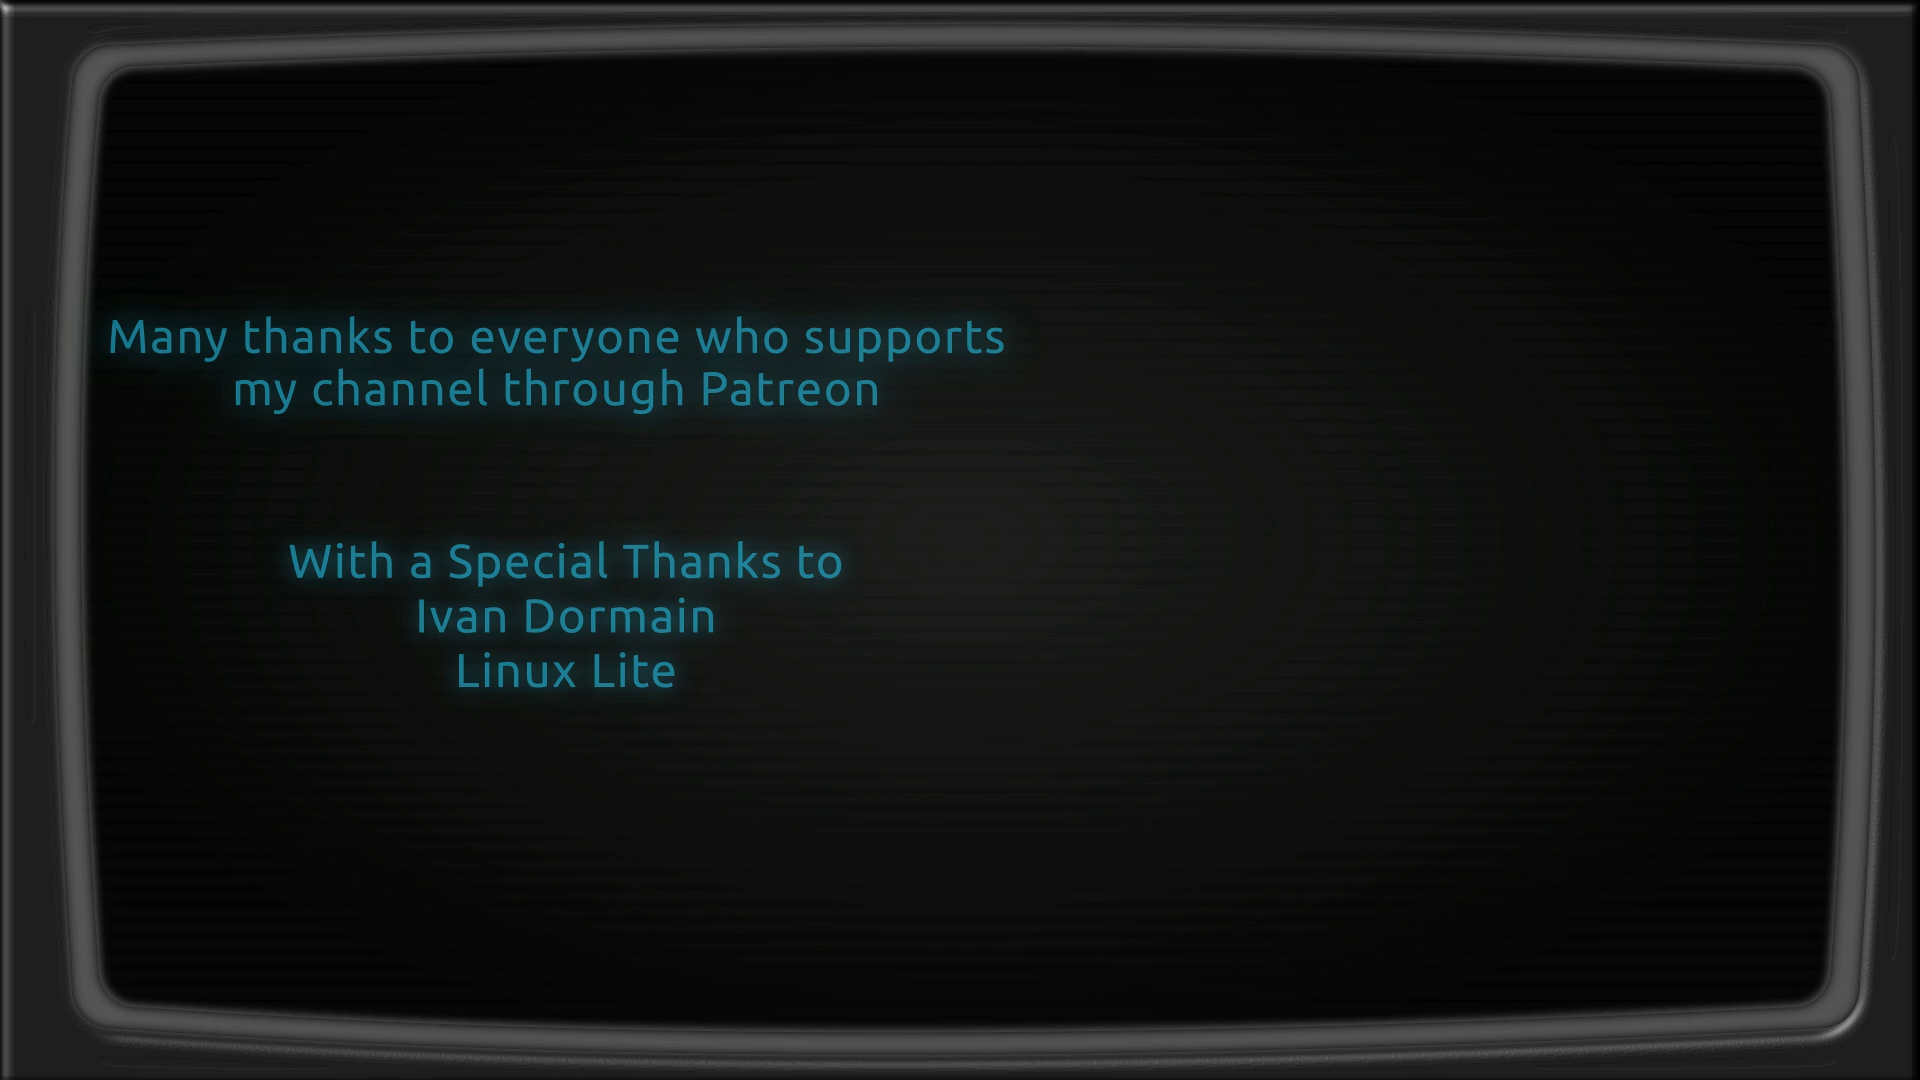 Many thanks to everyone who supports
my channel through Patreon
With a Special Thanks to
Ivan Dormain
Linux Lite